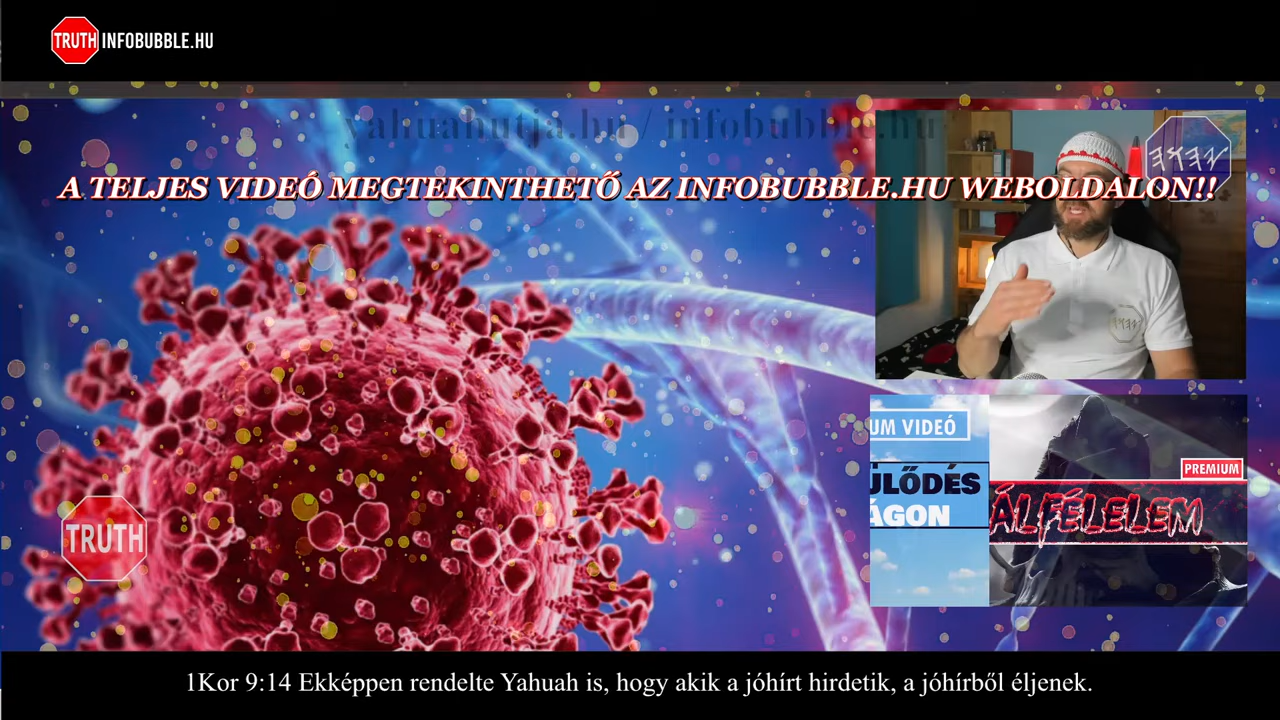 TRUTH INFOBUBBLE.HU
yahuahutja.hu / infobubble.hu
A TELJES VIDEÓ MEGTEKINTHETŐ AZ INFOBUBBLE.HU WEBOLDALON!!
𐤉𐤄𐤅𐤄
UM VIDEÓ
PREMIUM
ÜLŐDÉS
ÁGON
ÁLFÉLELEM
TRUTH
1Kor 9:14 Ekképpen rendelte Yahuah is, hogy akik a jóhírt hirdetik, a jóhírből éljenek.